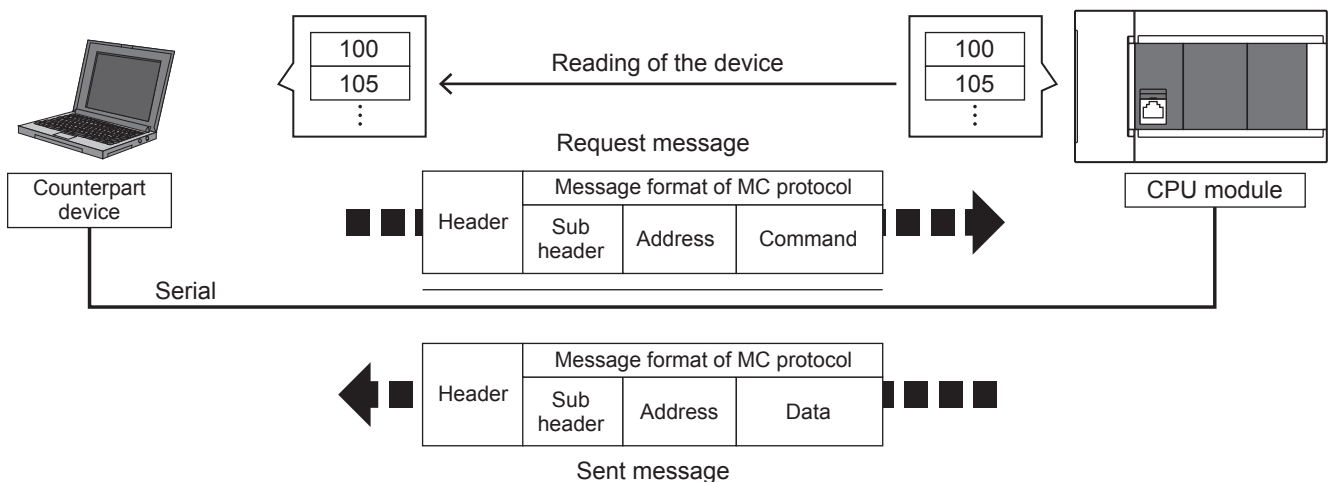 100
105
⋮
Reading of the device
100
105
⋮
Request message
Counterpart
device
CPU module
Header
Message format of MC protocol
Sub
header
Address
Command
Serial
Header
Message format of MC protocol
Sub
header
Address
Data
Sent message